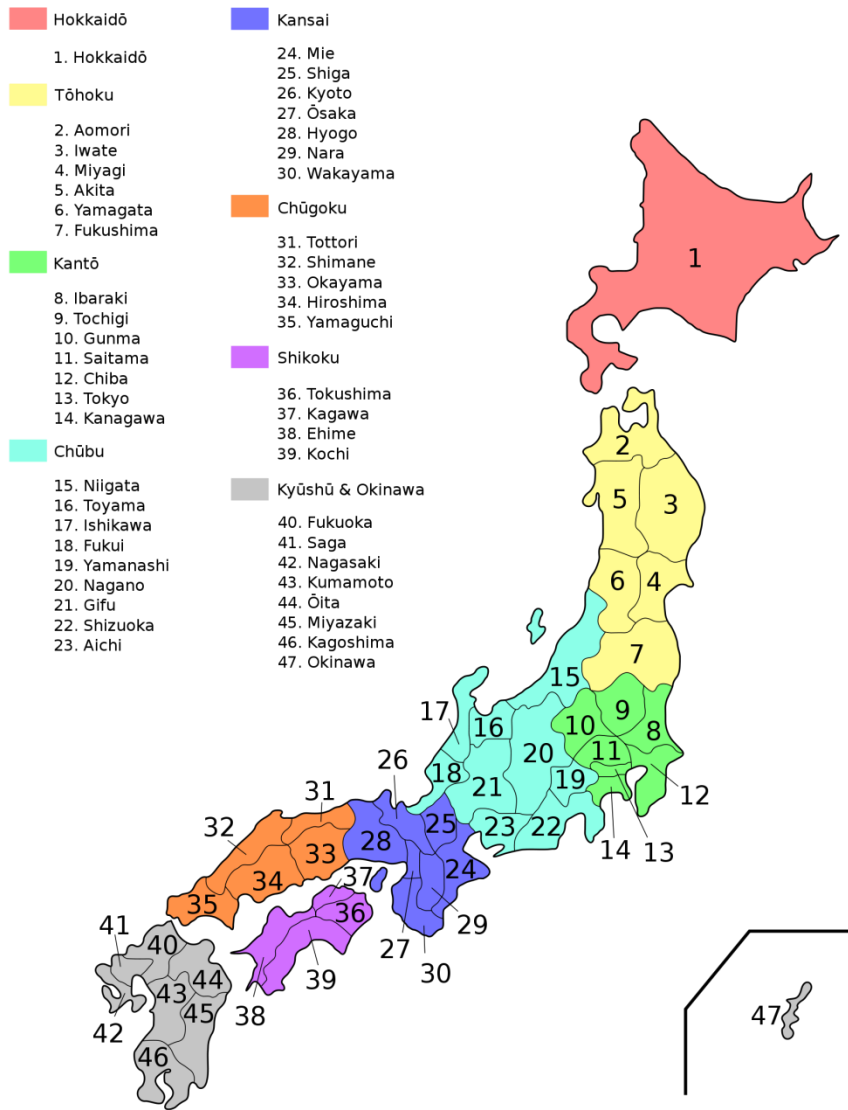 Hokkaidō
1. Hokkaidō
Tōhoku
2. Aomori
3. Iwate
4. Miyagi
5. Akita
6. Yamagata
7. Fukushima
Kantō
8. Ibaraki
9. Tochigi
10. Gunma
11. Saitama
12. Chiba
13. Tokyo
14. Kanagawa
Chūbu
15. Niigata
16. Toyama
17. Ishikawa
18. Fukui
19. Yamanashi
20. Nagano
21. Gifu
22. Shizuoka
23. Aichi
Kansai
24. Mie
25. Shiga
26. Kyoto
27. Ōsaka
28. Hyogo
29. Nara
30. Wakayama
Chūgoku
31. Tottori
32. Shimane
33. Okayama
34. Hiroshima
35. Yamaguchi
Shikoku
36. Tokushima
37. Kagawa
38. Ehime
39. Kochi
Kyūshū & Okinawa
40. Fukuoka
41. Saga
42. Nagasaki
43. Kumamoto
44. Ōita
45. Miyazaki
46. Kagoshima
47. Okinawa
1
2
5
3
6
4
7
15
17
16
10
9
8
20
11
18
21
19
12
26
31
25
23
22
14
13
32
28
33
24
34
37
35
36
29
41
40
27
30
39
43
44
42
45
38
47
46